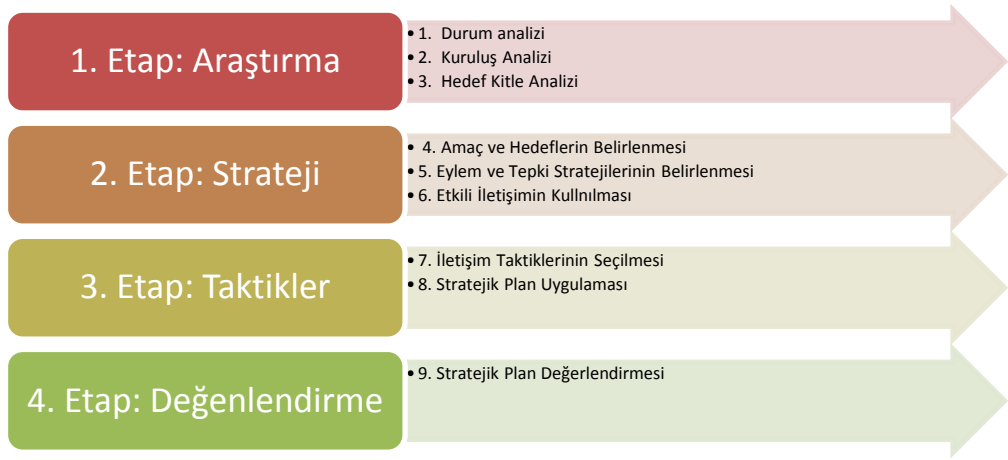 1. Etap: Araştırma
• 1. Durum analizi
• 2. Kuruluş Analizi
• 3. Hedef Kitle Analizi
2. Etap: Strateji
• 4. Amaç ve Hedeflerin Belirlenmesi
• 5. Eylem ve Tepki Stratejilerinin Belirlenmesi
• 6. Etkili İletişimin Kullnılması
3. Etap: Taktikler
• 7. İletişim Taktiklerinin Seçilmesi
• 8. Stratejik Plan Uygulaması
4. Etap: Değenlendirme
• 9. Stratejik Plan Değerlendirmesi